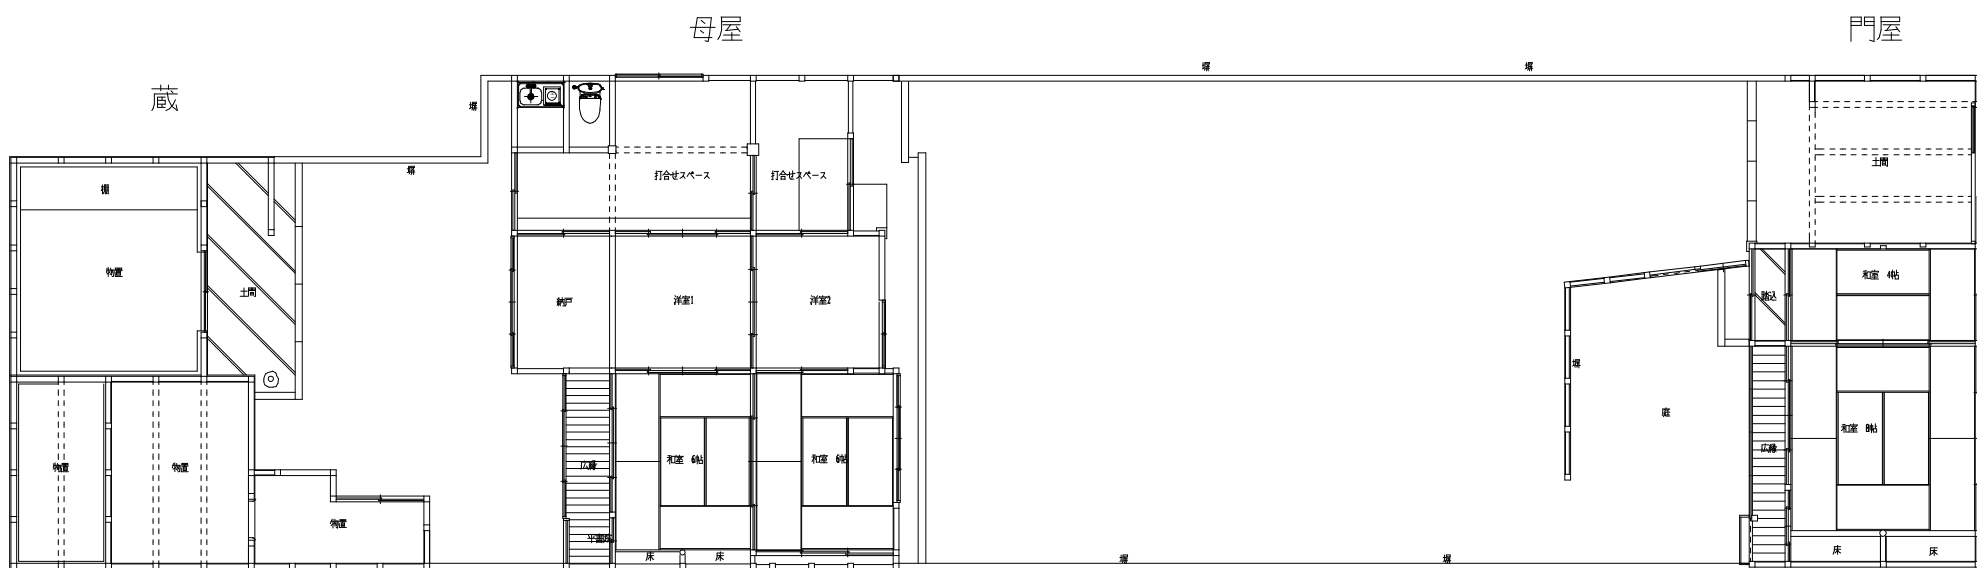 母屋
門屋
蔵
塀
塀
塀
塀
棚
打合せスペース
打合せスペース
土間
物置
土間
納戸
洋室1
洋室2
和室 4帖
踏込
塀
庭
物置
物置
広縁
和室 6帖
和室 6帖
和室 8帖
広縁
物置
床
床
塀
塀
床
床